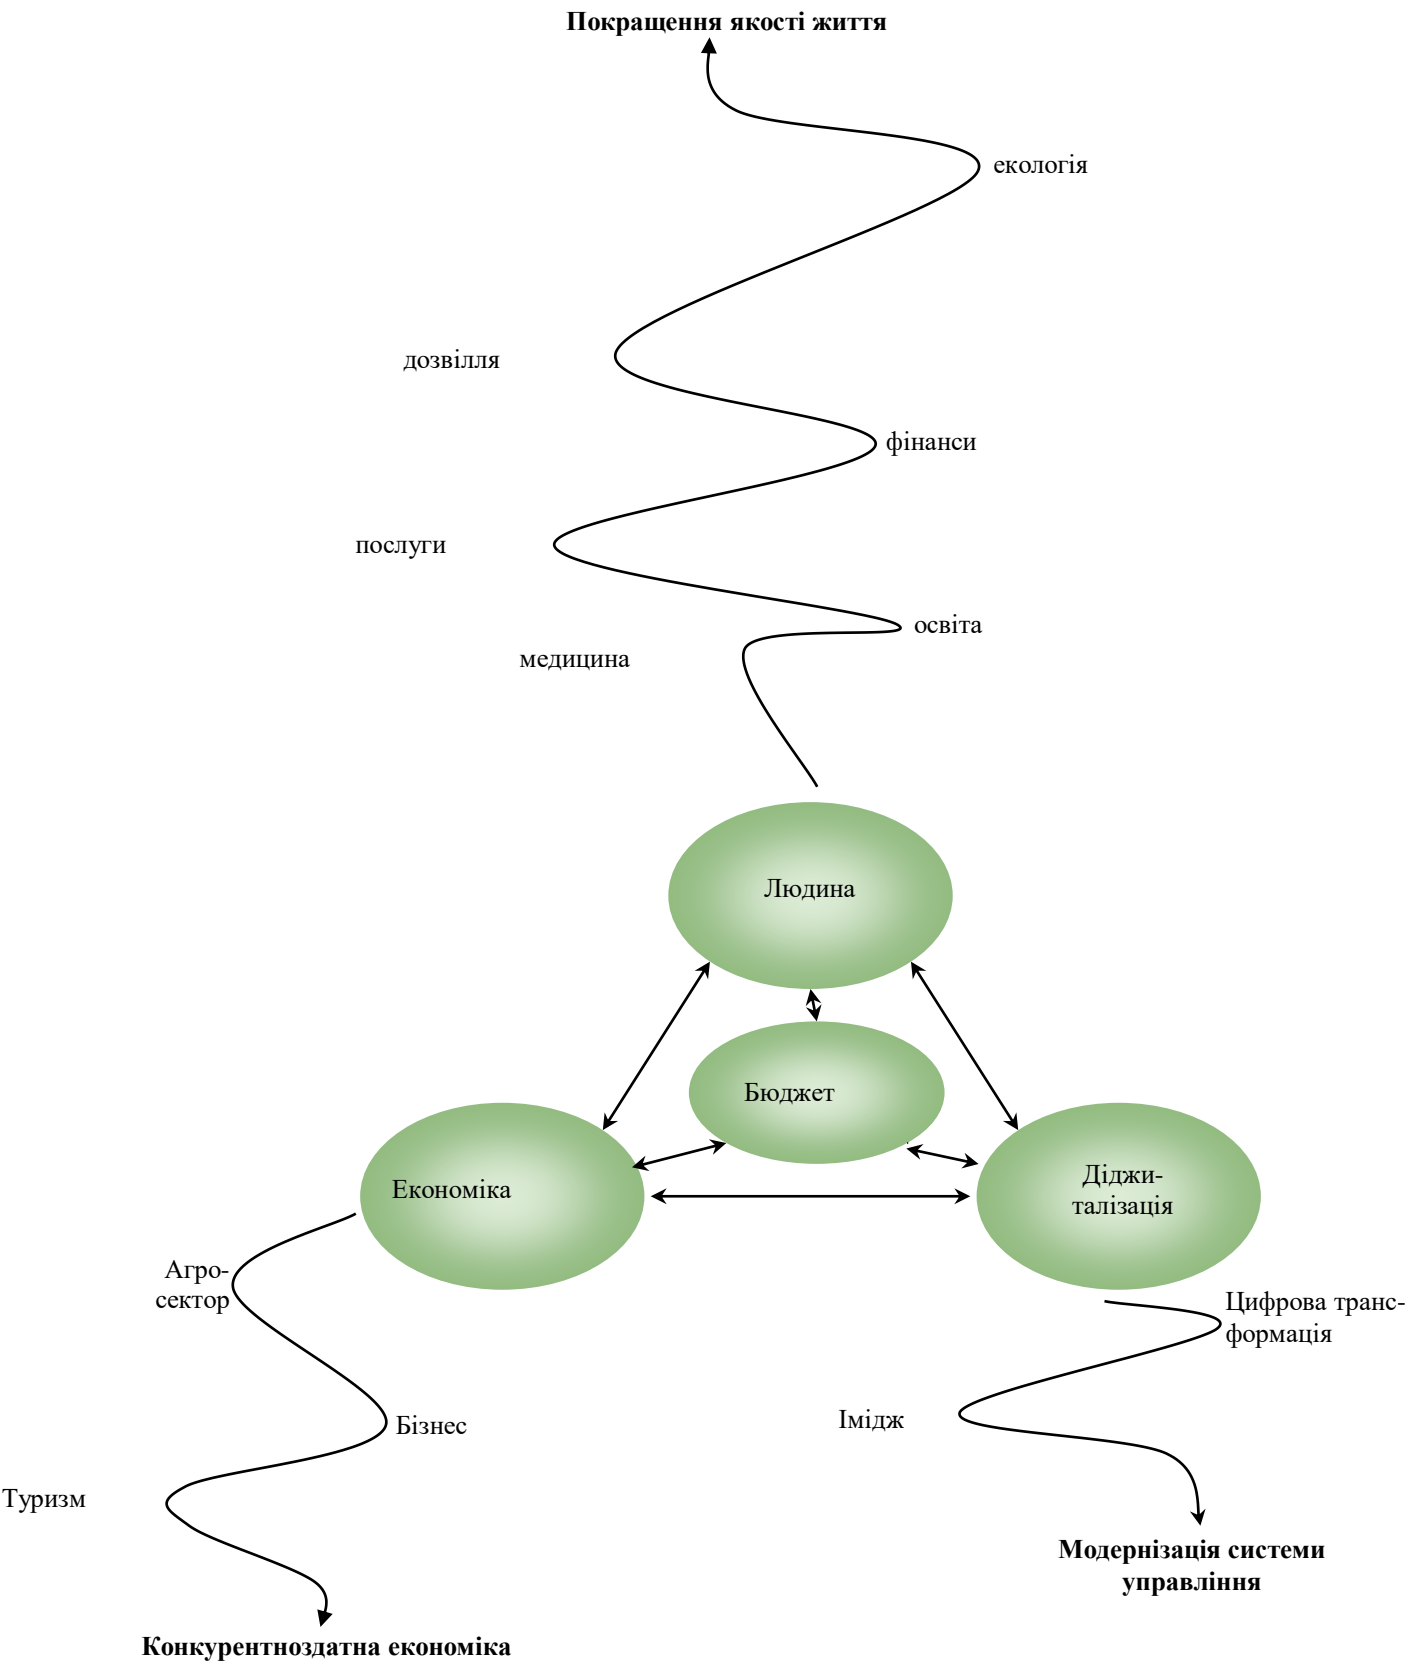 Покращення якості життя
екологія
дозвілля
фінанси
послуги
освіта
медицина
Людина
Бюджет
Економіка
Діджи-
талізація
Агро-
сектор
Цифрова транс-
формація
Імідж
Бізнес
Туризм
Модернізація системи
управління
Конкурентноздатна економіка